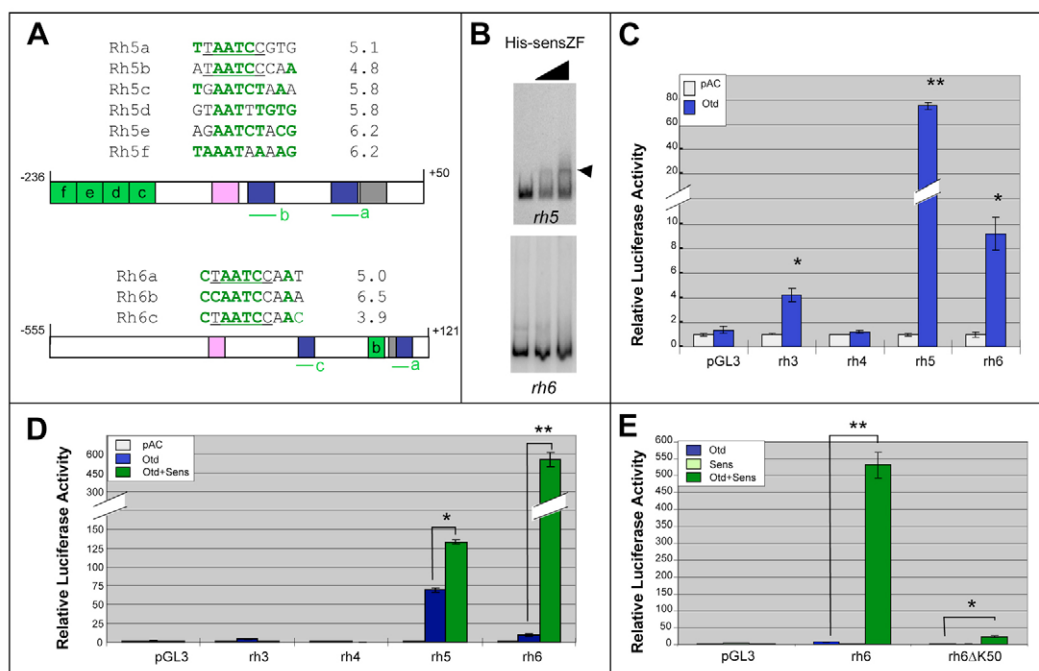 A
Rh5a TTAATCCGTG 5.1
Rh5b ATAATCCCAA 4.8
Rh5c TGAATCTAAA 5.8
Rh5d GTAATTTGTG 5.8
Rh5e AGAATCTACG 6.2
Rh5f TAAATAAAAG 6.2
-236 +50
f e d c
b a
Rh6a CTAATCCAAT 5.0
Rh6b CCAATCCAAA 6.5
Rh6c CTAATCCAAC 3.9
-555 +121
b
c a
B
His-sensZF
rh5
rh6
C
pAC
Otd
Relative Luciferase Activity
80
60
20
10
8
6
4
2
0
* ** *
pGL3 rh3 rh4 rh5 rh6
D
pAC
Otd
Otd+Sens
Relative Luciferase Activity
600
450
300
150
125
100
75
50
25
0
* **
pGL3 rh3 rh4 rh5 rh6
E
Otd
Sens
Otd+Sens
Relative Luciferase Activity
600
550
500
450
400
350
300
250
200
150
100
50
0
** *
pGL3 rh6 rh6ΔK50